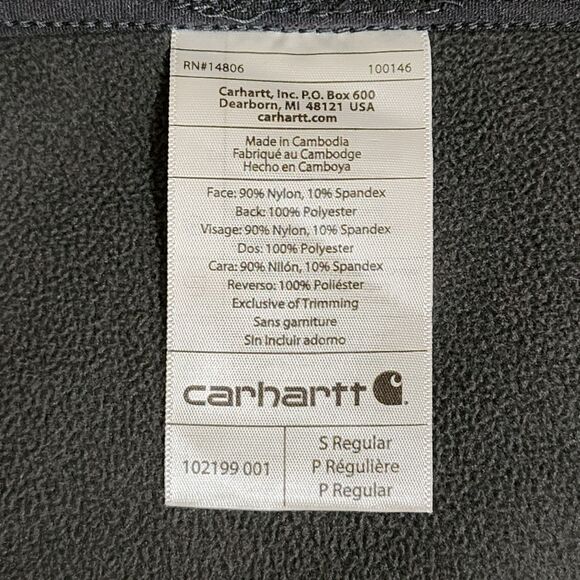 RN#14806 100146
Carhartt, Inc. P.O. Box 600
Dearborn, MI 48121 USA
carhartt.com
Made in Cambodia
Fabriqué au Cambodge
Hecho en Camboya
Face: 90% Nylon, 10% Spandex
Back: 100% Polyester
Visage: 90% Nylon, 10% Spandex
Dos: 100% Polyester
Cara: 90% Nilón, 10% Spandex
Reverso: 100% Poliéster
Exclusive of Trimming
Sans garniture
Sin Incluir adorno
carhartt
102199 001
S Regular
P Régulière
P Regular